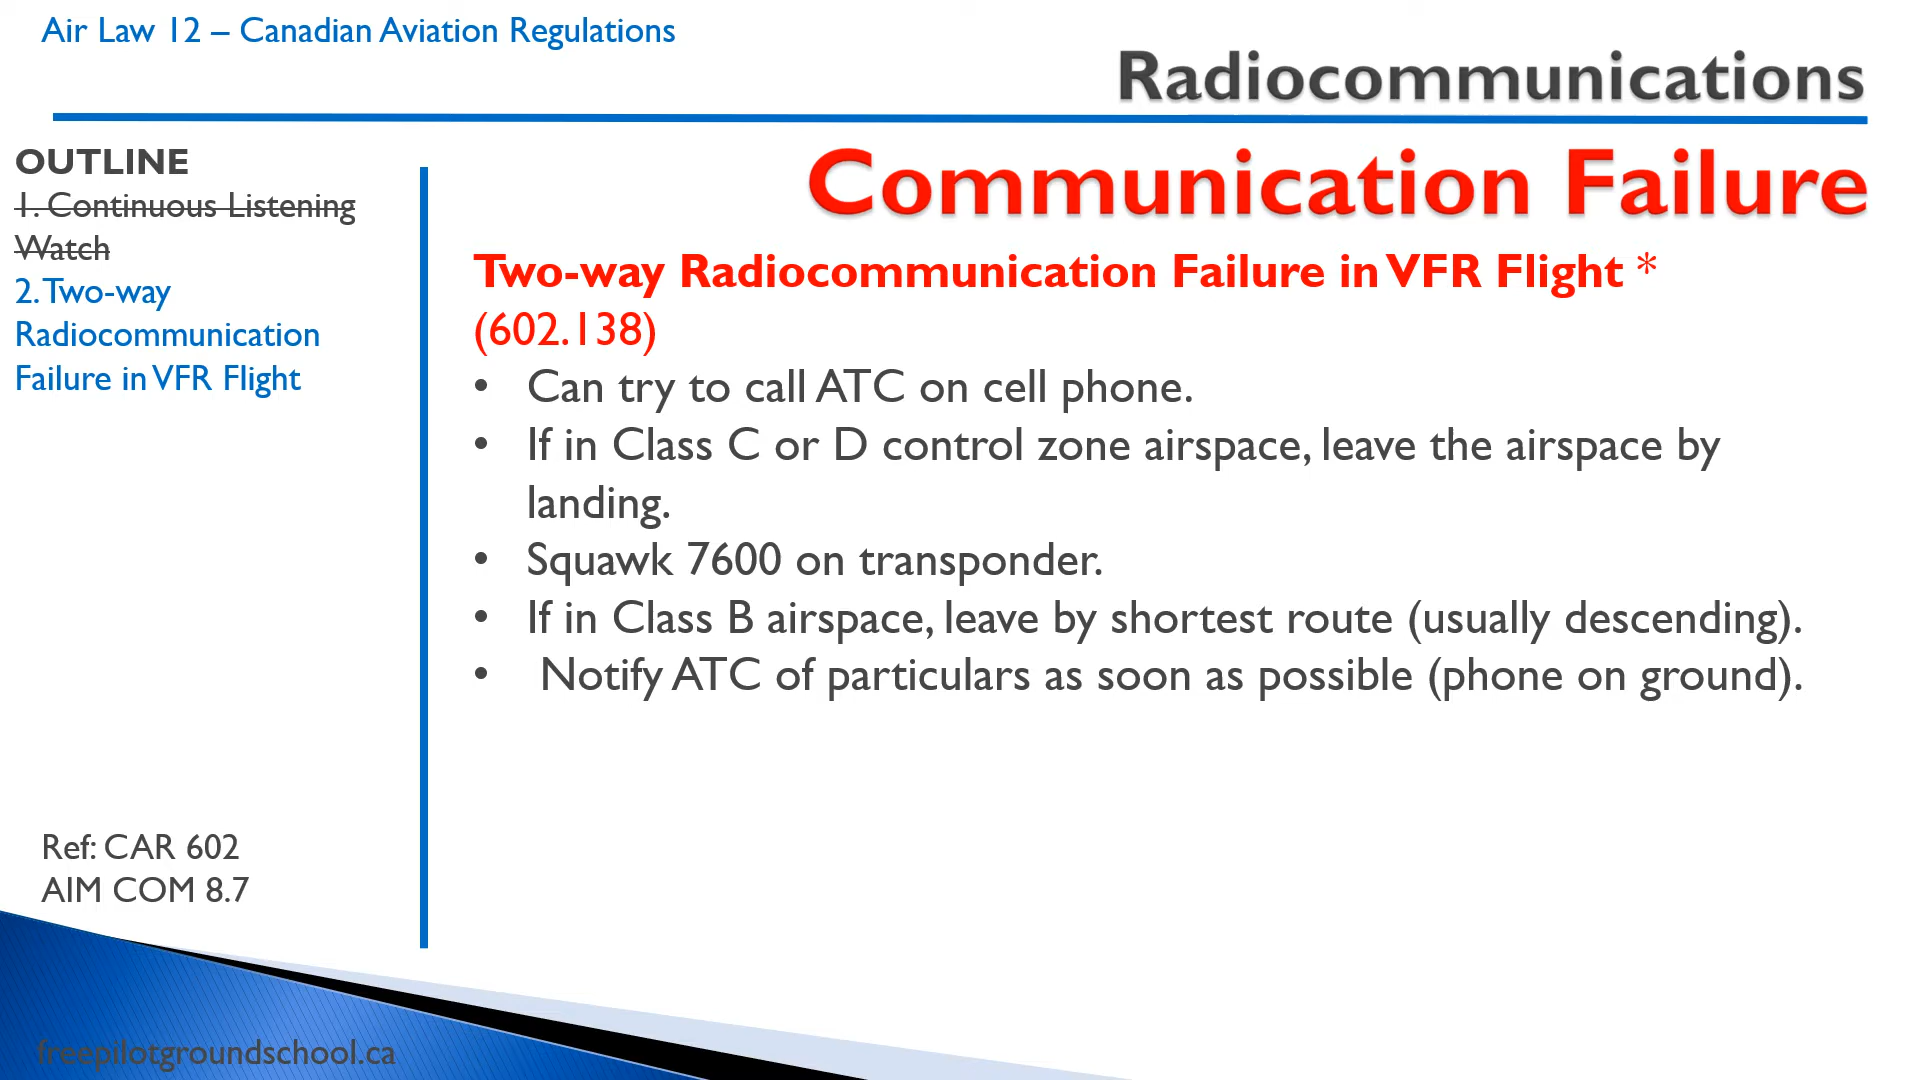 Air Law 12 – Canadian Aviation Regulations
Radiocommunications
OUTLINE
1. Continuous Listening
Watch
2. Two-way
Radiocommunication
Failure in VFR Flight
Ref: CAR 602
AIM COM 8.7
Communication Failure
Two-way Radiocommunication Failure in VFR Flight *
(602.138)
• Can try to call ATC on cell phone.
• If in Class C or D control zone airspace, leave the airspace by
landing.
• Squawk 7600 on transponder.
• If in Class B airspace, leave by shortest route (usually descending).
• Notify ATC of particulars as soon as possible (phone on ground).
freepilotgroundschool.ca